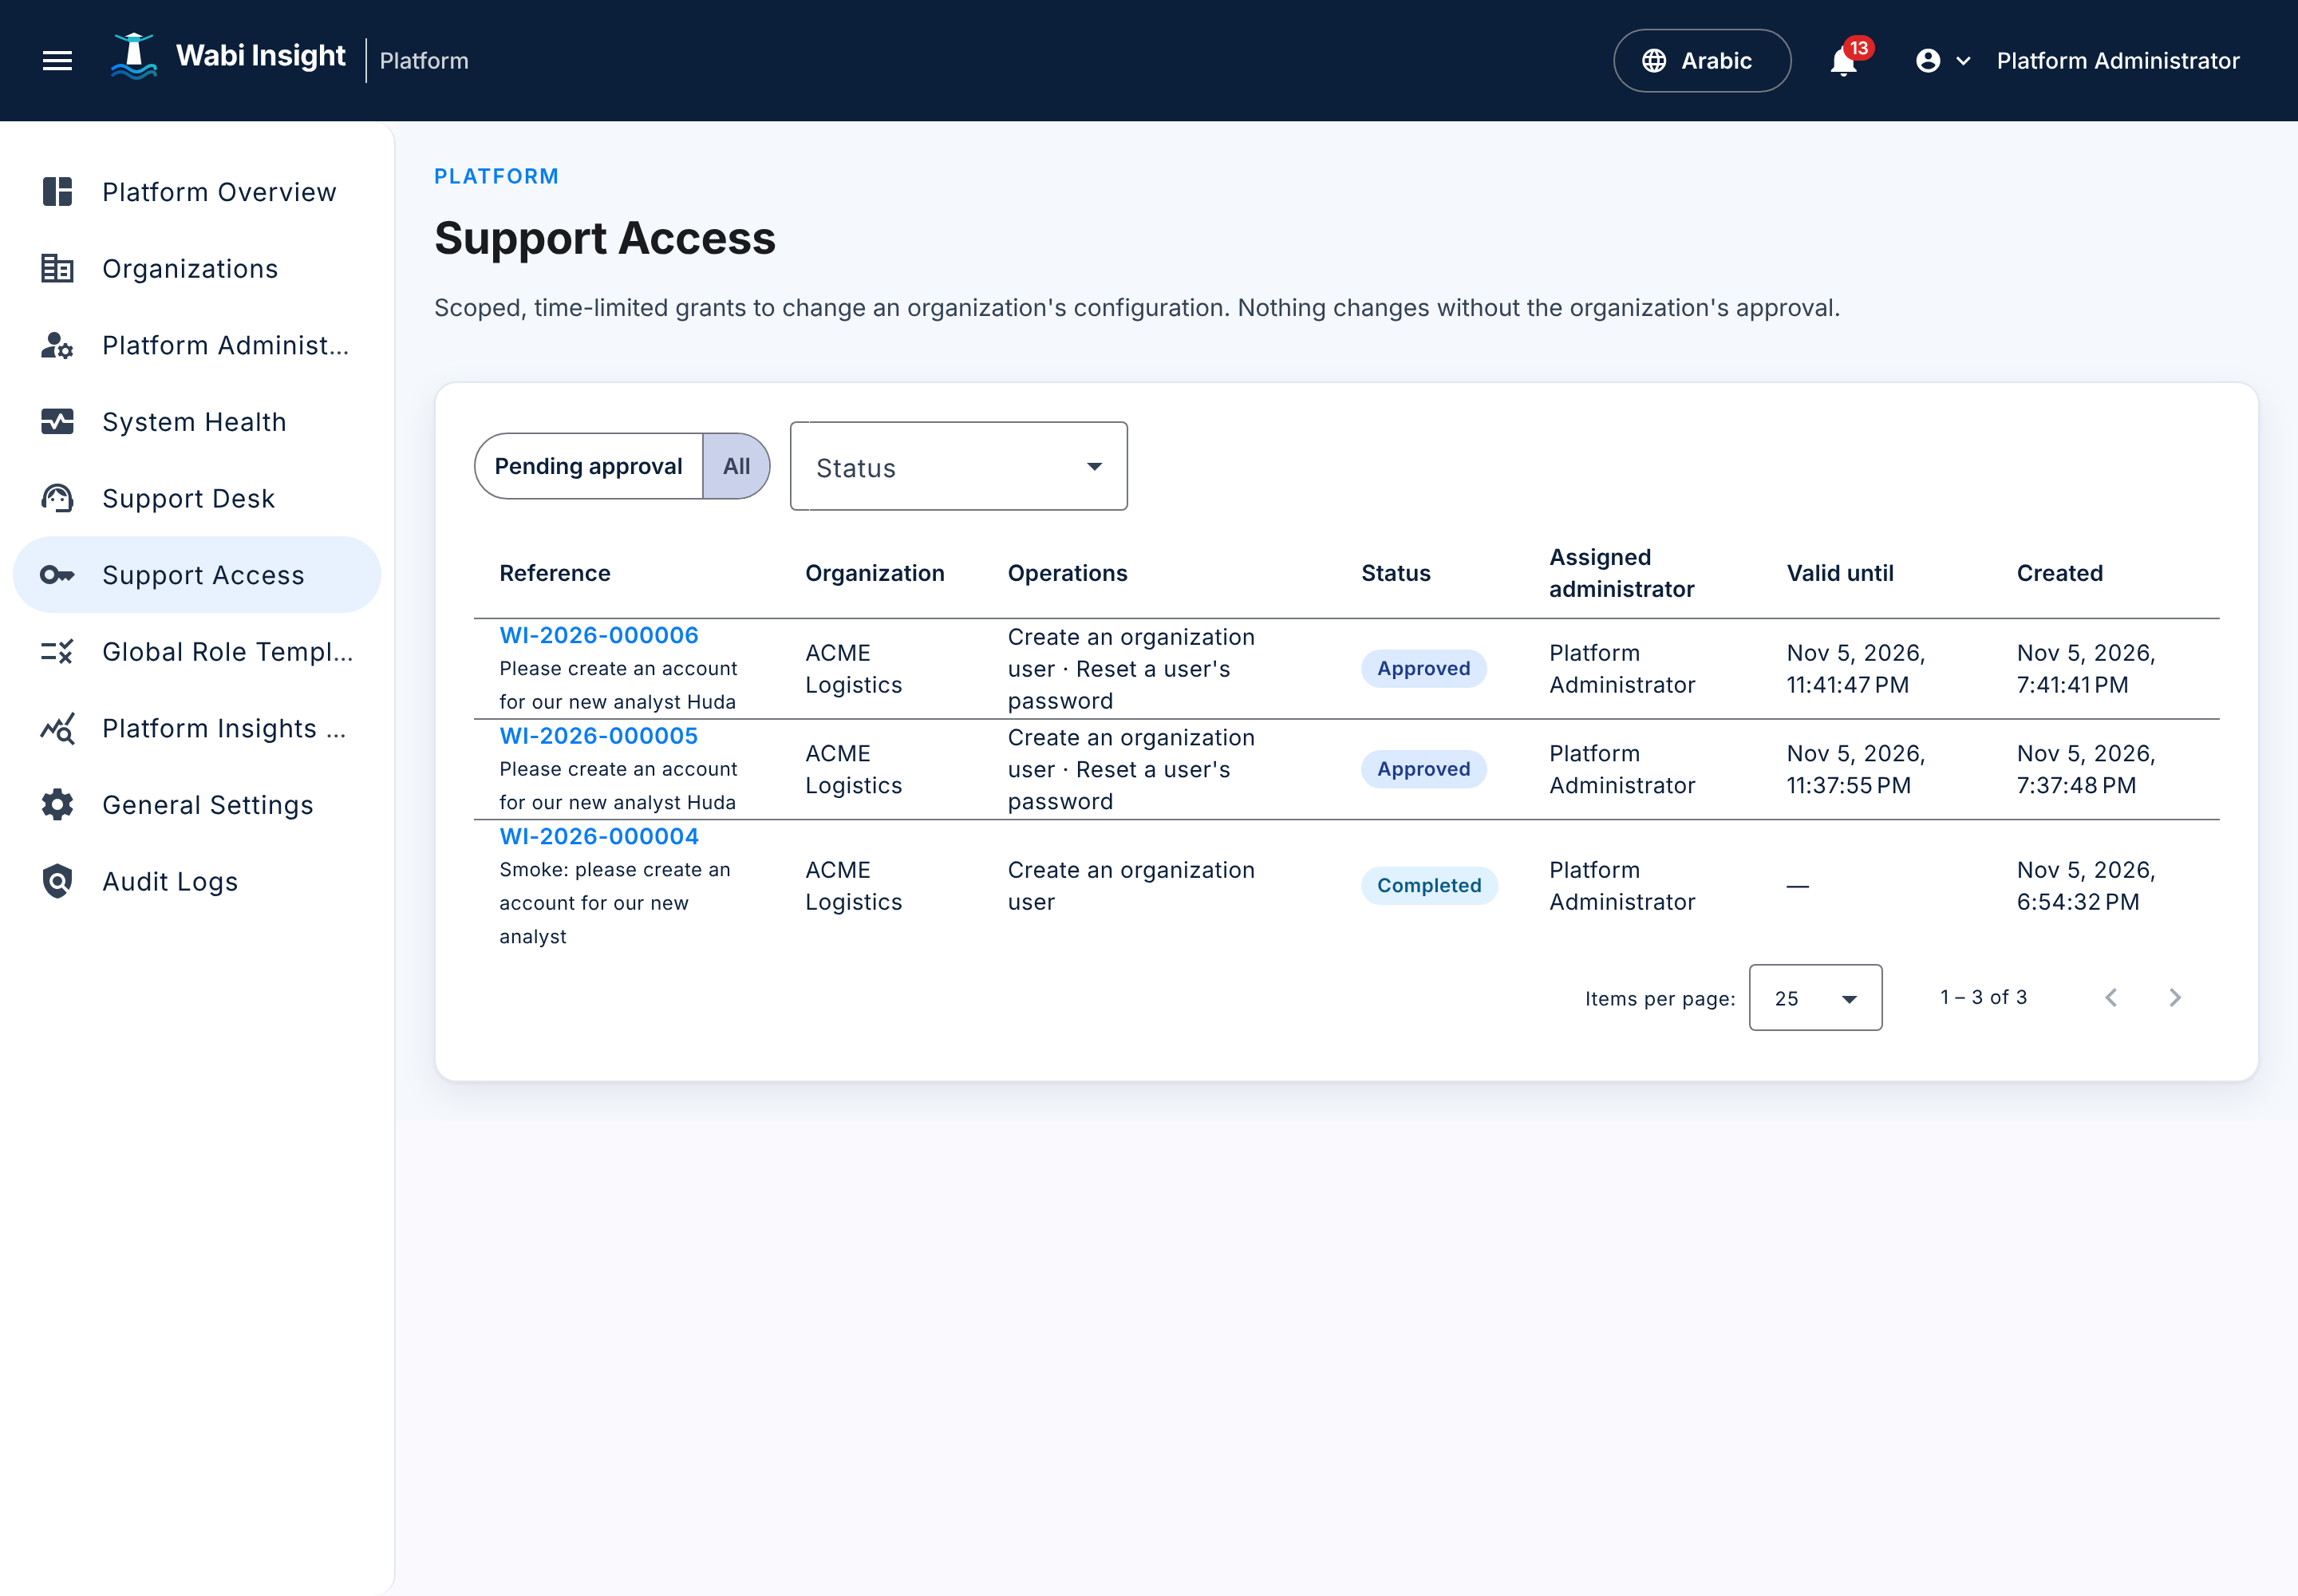 Wabi Insight
Platform
Arabic
13
Platform Administrator
Platform Overview
Organizations
Platform Administ...
System Health
Support Desk
Support Access
Global Role Templ...
Platform Insights ...
General Settings
Audit Logs
PLATFORM
Support Access
Scoped, time-limited grants to change an organization's configuration. Nothing changes without the organization's approval.
Pending approval
All
Status
Reference
Organization
Operations
Status
Assigned
administrator
Valid until
Created
WI-2026-000006
Please create an account
for our new analyst Huda
ACME
Logistics
Create an organization
user · Reset a user's
password
Approved
Platform
Administrator
Nov 5, 2026,
11:41:47 PM
Nov 5, 2026,
7:41:41 PM
WI-2026-000005
Please create an account
for our new analyst Huda
ACME
Logistics
Create an organization
user · Reset a user's
password
Approved
Platform
Administrator
Nov 5, 2026,
11:37:55 PM
Nov 5, 2026,
7:37:48 PM
WI-2026-000004
Smoke: please create an
account for our new
analyst
ACME
Logistics
Create an organization
user
Completed
Platform
Administrator
—
Nov 5, 2026,
6:54:32 PM
Items per page:
25
1 – 3 of 3